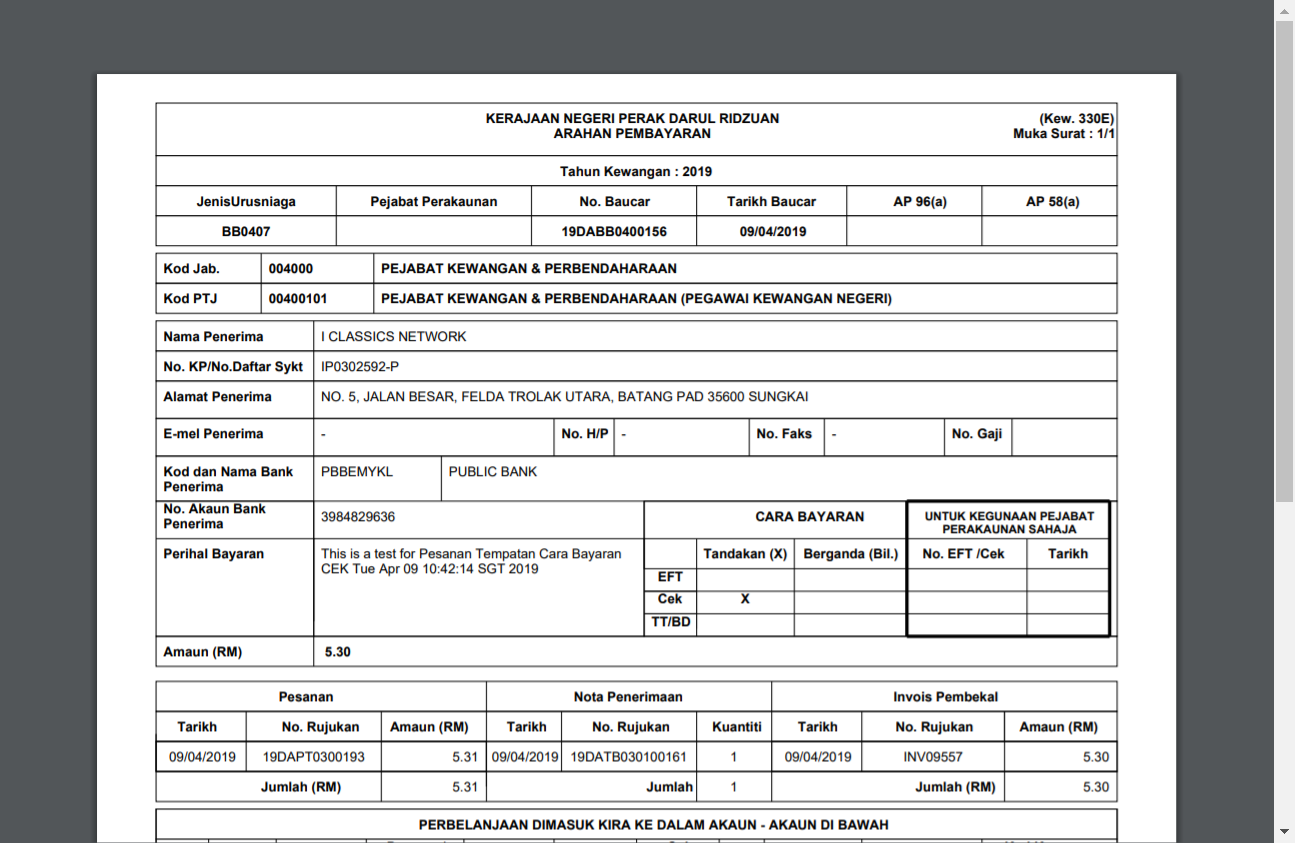 KERAJAAN NEGERI PERAK DARUL RIDZUAN (Kew. 330E)
ARAHAN PEMBAYARAN Muka Surat : 1/1
Tahun Kewangan : 2019
JenisUrusniaga Pejabat Perakaunan No. Baucar Tarikh Baucar AP 96(a) AP 58(a)
BB0407 19DABB0400156 09/04/2019
Kod Jab. 004000 PEJABAT KEWANGAN & PERBENDAHARAAN
Kod PTJ 00400101 PEJABAT KEWANGAN & PERBENDAHARAAN (PEGAWAI KEWANGAN NEGERI)
Nama Penerima I CLASSICS NETWORK
No. KP/No.Daftar Sykt IP0302592-P
Alamat Penerima NO. 5, JALAN BESAR, FELDA TROLAK UTARA, BATANG PAD 35600 SUNGKAI
E-mel Penerima - No. H/P - No. Faks - No. Gaji
Kod dan Nama Bank PBBEMYKL PUBLIC BANK
Penerima
No. Akaun Bank
Penerima 3984829636
CARA BAYARAN
UNTUK KEGUNAAN PEJABAT
PERAKAUNAN SAHAJA
Perihal Bayaran This is a test for Pesanan Tempatan Cara Bayaran
CEK Tue Apr 09 10:42:14 SGT 2019
Tandakan (X) Berganda (Bil.) No. EFT /Cek Tarikh
EFT
Cek X
TT/BD
Amaun (RM) 5.30
Pesanan Nota Penerimaan Invois Pembekal
Tarikh No. Rujukan Amaun (RM) Tarikh No. Rujukan Kuantiti Tarikh No. Rujukan Amaun (RM)
09/04/2019 19DAPT0300193 5.31 09/04/2019 19DATB030100161 1 09/04/2019 INV09557 5.30
Jumlah (RM) 5.31 Jumlah 1 Jumlah (RM) 5.30
PERBELANJAAN DIMASUK KIRA KE DALAM AKAUN - AKAUN DI BAWAH